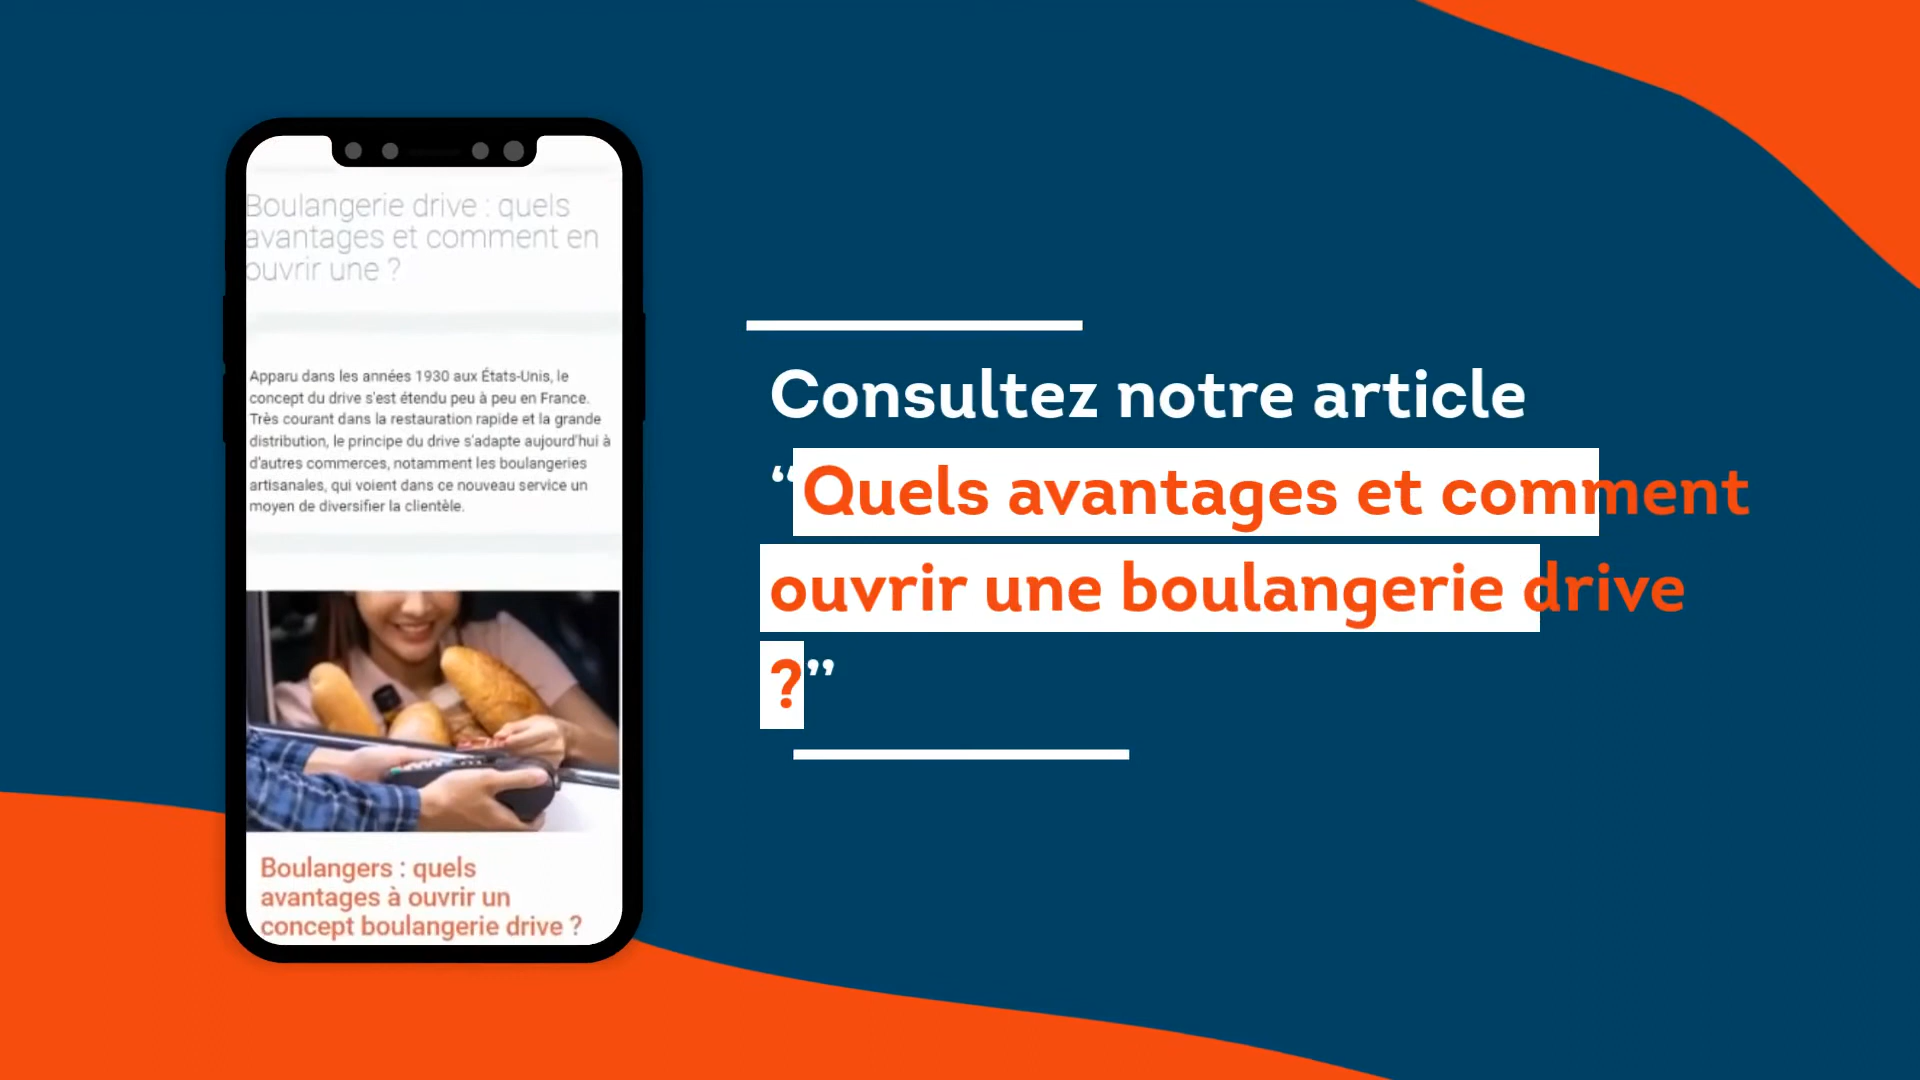 Boulangerie drive : quels
avantages et comment en
ouvrir une ?
Apparu dans les années 1930 aux États-Unis, le
concept du drive s'est étendu peu à peu en France.
Très courant dans la restauration rapide et la grande
distribution, le principe du drive s'adapte aujourd'hui à
d'autres commerces, notamment les boulangeries
artisanales, qui voient dans ce nouveau service un
moyen de diversifier la clientèle.
Boulangers : quels
avantages à ouvrir un
concept boulangerie drive ?
Consultez notre article
“Quels avantages et comment
ouvrir une boulangerie drive
?”